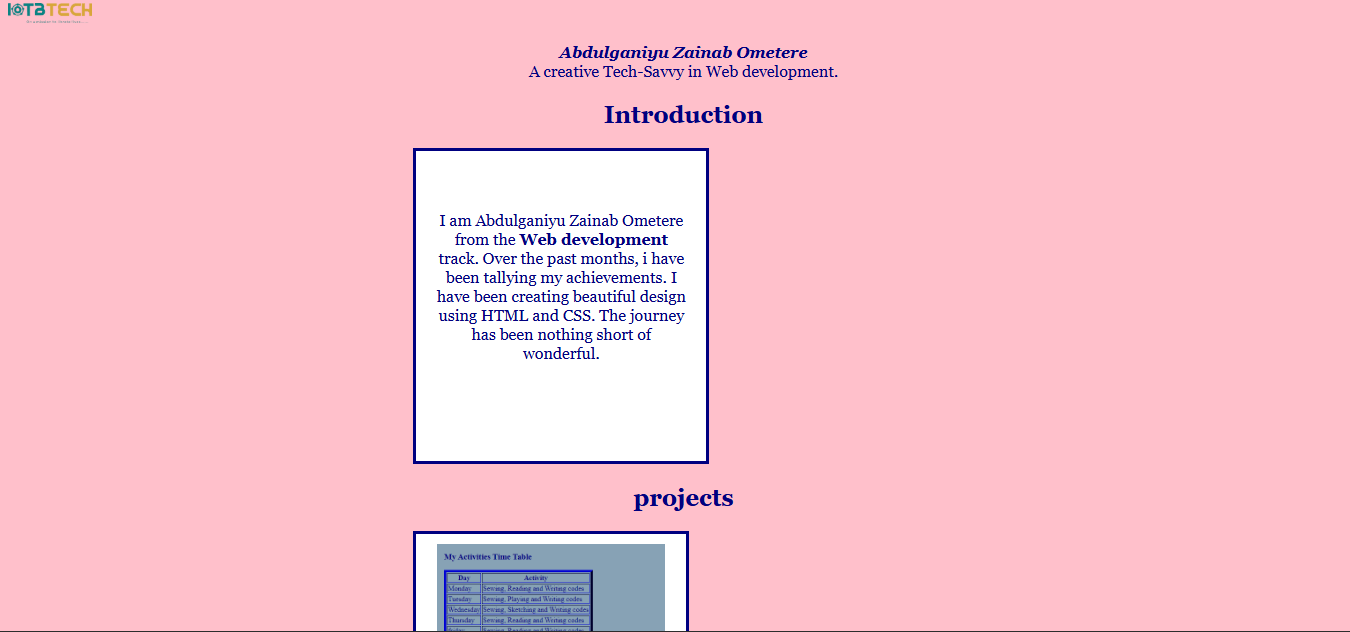 IOTBTECH
Abdulganiyu Zainab Ometere
A creative Tech-Savvy in Web development.
Introduction
I am Abdulganiyu Zainab Ometere
from the Web development
track. Over the past months, i have
been tallying my achievements. I
have been creating beautiful design
using HTML and CSS. The journey
has been nothing short of
wonderful.
projects
My Activities Time Table
Day Activity
Monday Sewing, Reading and Writing codes
Tuesday Sewing, Playing and Writing codes
Wednesday Sewing, Sketching and Writing codes
Thursday Sewing, Reading and Writing codes